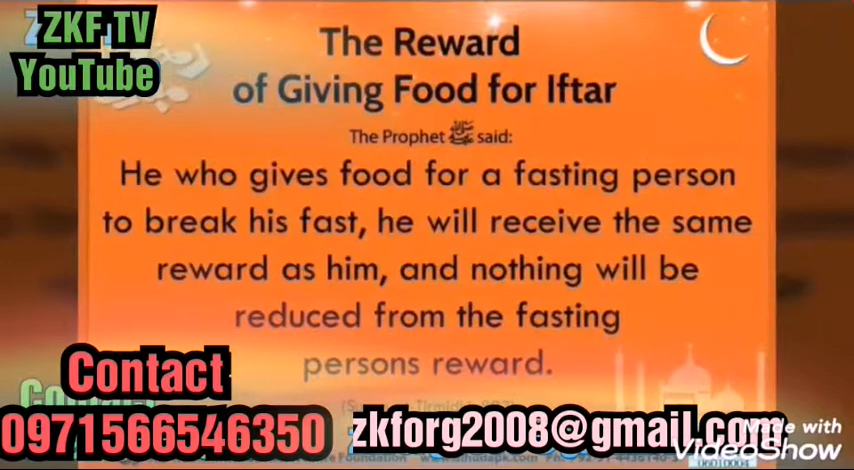 ZKF TV
YouTube
The Reward
of Giving Food for Iftar
The Prophet ﷺ said:
He who gives food for a fasting person
to break his fast, he will receive the same
reward as him, and nothing will be
reduced from the fasting
persons reward.
Contact
0971566546350
zkforg2008@gmail.com
Made with
VideoShow